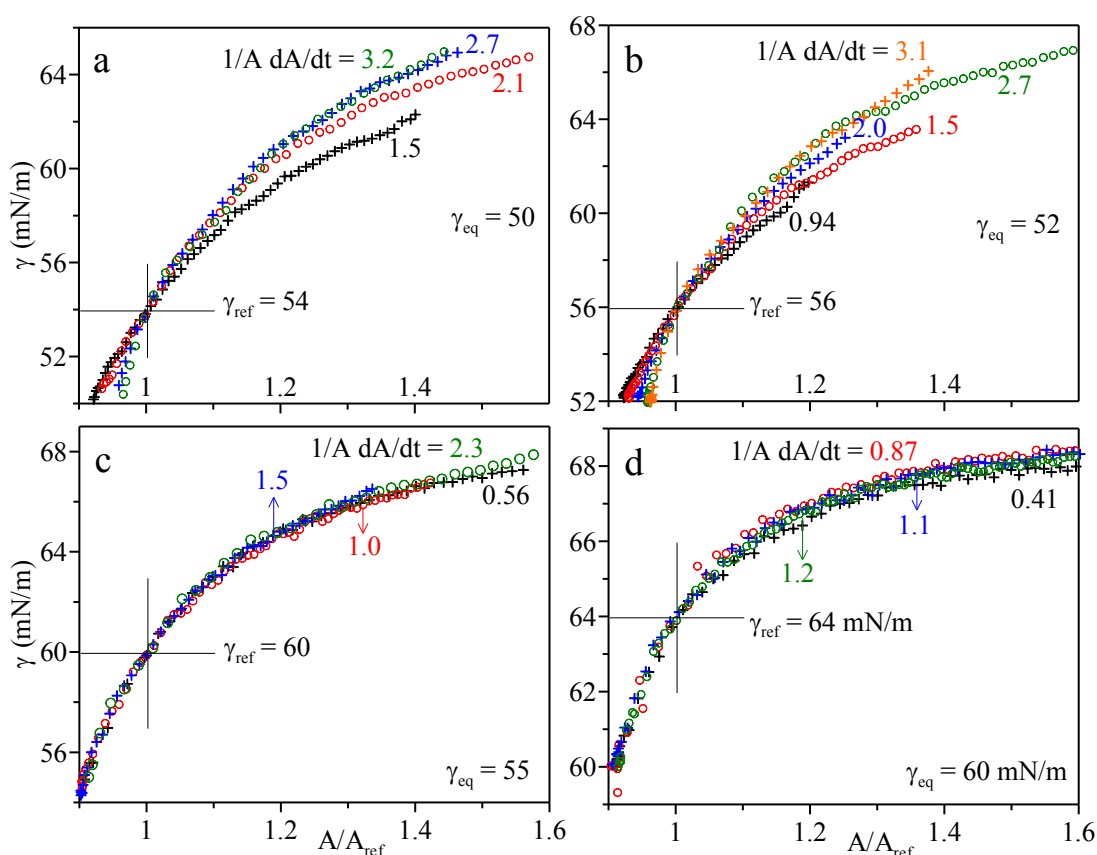 a
1/A dA/dt = 3.2
2.7
2.1
1.5
γeq = 50
γref = 54
64
60
56
52
γ (mN/m)
1
1.2
1.4
b
1/A dA/dt = 3.1
2.7
2.0
1.5
0.94
γeq = 52
γref = 56
68
64
60
56
52
1
1.2
1.4
c
1/A dA/dt = 2.3
1.5
0.56
1.0
γref = 60
γeq = 55
68
64
60
56
γ (mN/m)
1
1.2
1.4
1.6
A/Aref
d
1/A dA/dt = 0.87
0.41
1.1
1.2
γref = 64 mN/m
γeq = 60 mN/m
68
66
64
62
60
1
1.2
1.4
1.6
A/Aref